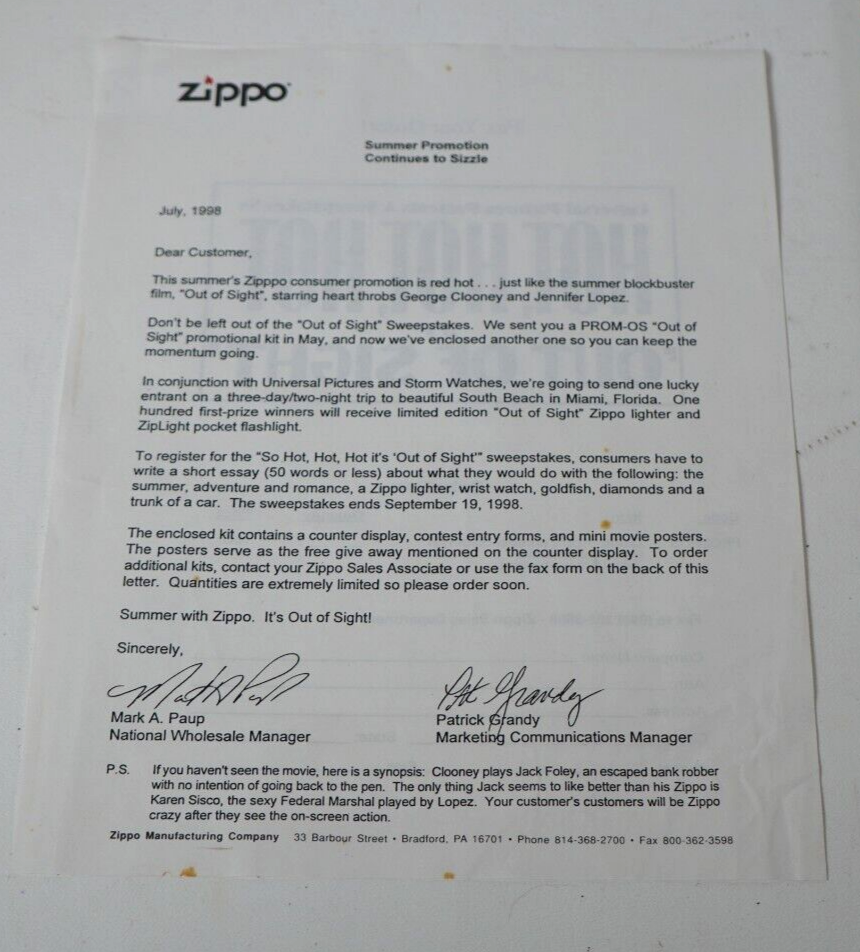 zippo
Summer Promotion
Continues to Sizzle
July, 1998
Dear Customer,
This summer's Zipppo consumer promotion is red hot . . . just like the summer blockbuster
film, "Out of Sight", starring heart throbs George Clooney and Jennifer Lopez.
Don't be left out of the "Out of Sight" Sweepstakes. We sent you a PROM-OS "Out of
Sight" promotional kit in May, and now we've enclosed another one so you can keep the
momentum going.
In conjunction with Universal Pictures and Storm Watches, we're going to send one lucky
entrant on a three-day/two-night trip to beautiful South Beach in Miami, Florida. One
hundred first-prize winners will receive limited edition "Out of Sight" Zippo lighter and
ZipLight pocket flashlight.
To register for the "So Hot, Hot, Hot it's 'Out of Sight'" sweepstakes, consumers have to
write a short essay (50 words or less) about what they would do with the following: the
summer, adventure and romance, a Zippo lighter, wrist watch, goldfish, diamonds and a
trunk of a car. The sweepstakes ends September 19, 1998.
The enclosed kit contains a counter display, contest entry forms, and mini movie posters.
The posters serve as the free give away mentioned on the counter display. To order
additional kits, contact your Zippo Sales Associate or use the fax form on the back of this
letter. Quantities are extremely limited so please order soon.
Summer with Zippo. It's Out of Sight!
Sincerely,
Mark A. Paup
National Wholesale Manager
Patrick Grandy
Marketing Communications Manager
P.S. If you haven't seen the movie, here is a synopsis: Clooney plays Jack Foley, an escaped bank robber
with no intention of going back to the pen. The only thing Jack seems to like better than his Zippo is
Karen Sisco, the sexy Federal Marshal played by Lopez. Your customer's customers will be Zippo
crazy after they see the on-screen action.
Zippo Manufacturing Company 33 Barbour Street • Bradford, PA 16701 • Phone 814-368-2700 • Fax 800-362-3598